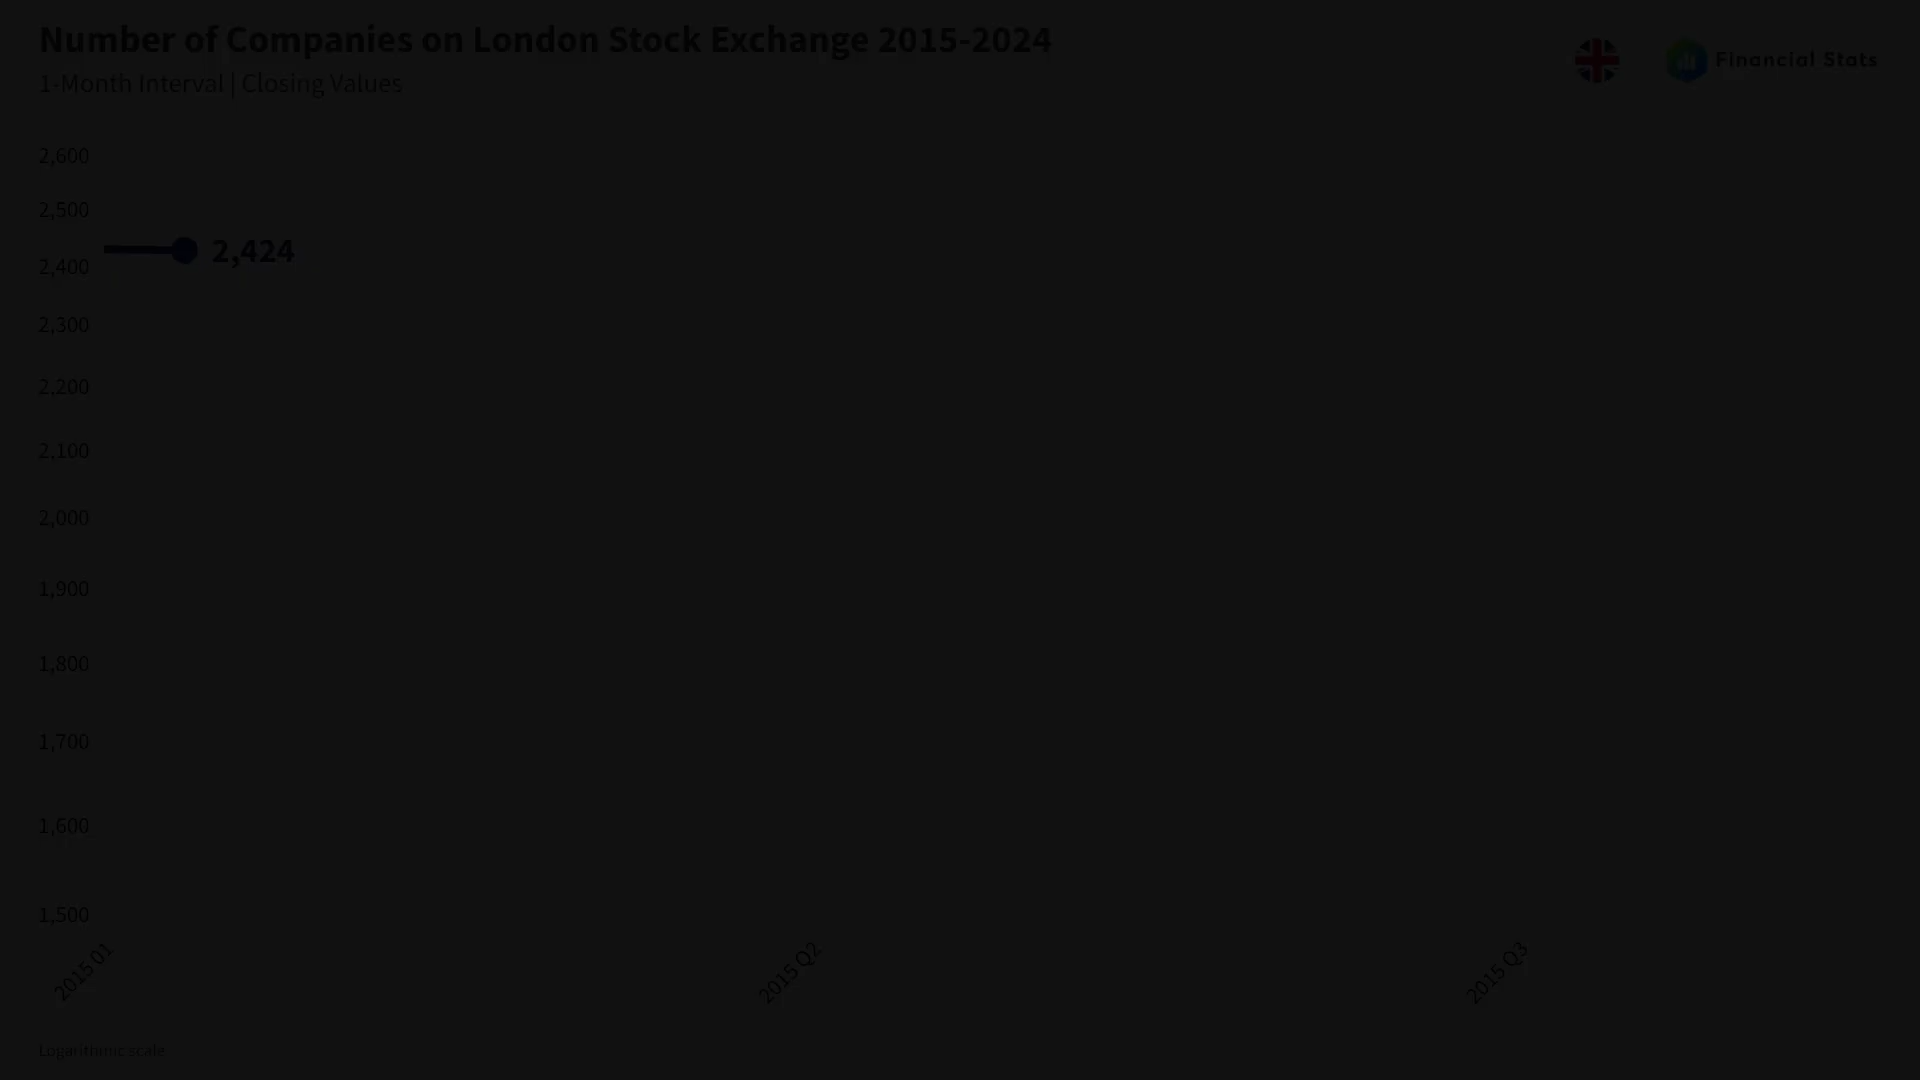 Number of Companies on London Stock Exchange 2015-2024
1-Month Interval | Closing Values
Financial Stats
2,600
2,500
2,424
2,400
2,300
2,200
2,100
2,000
1,900
1,800
1,700
1,600
1,500
2015 01
2015 Q2
2015 Q3
Logarithmic scale